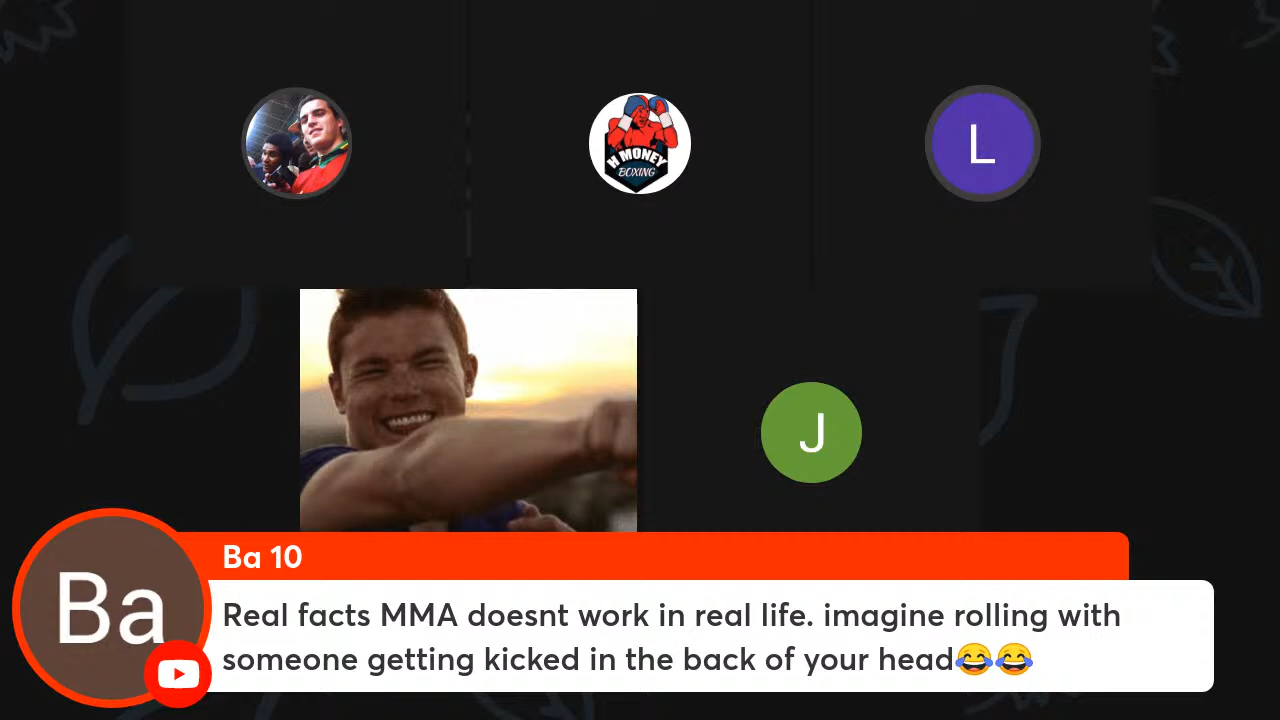 H MONEY
BOXING
L
J
Ba
Ba 10
Real facts MMA doesnt work in real life. imagine rolling with
someone getting kicked in the back of your head😂😂